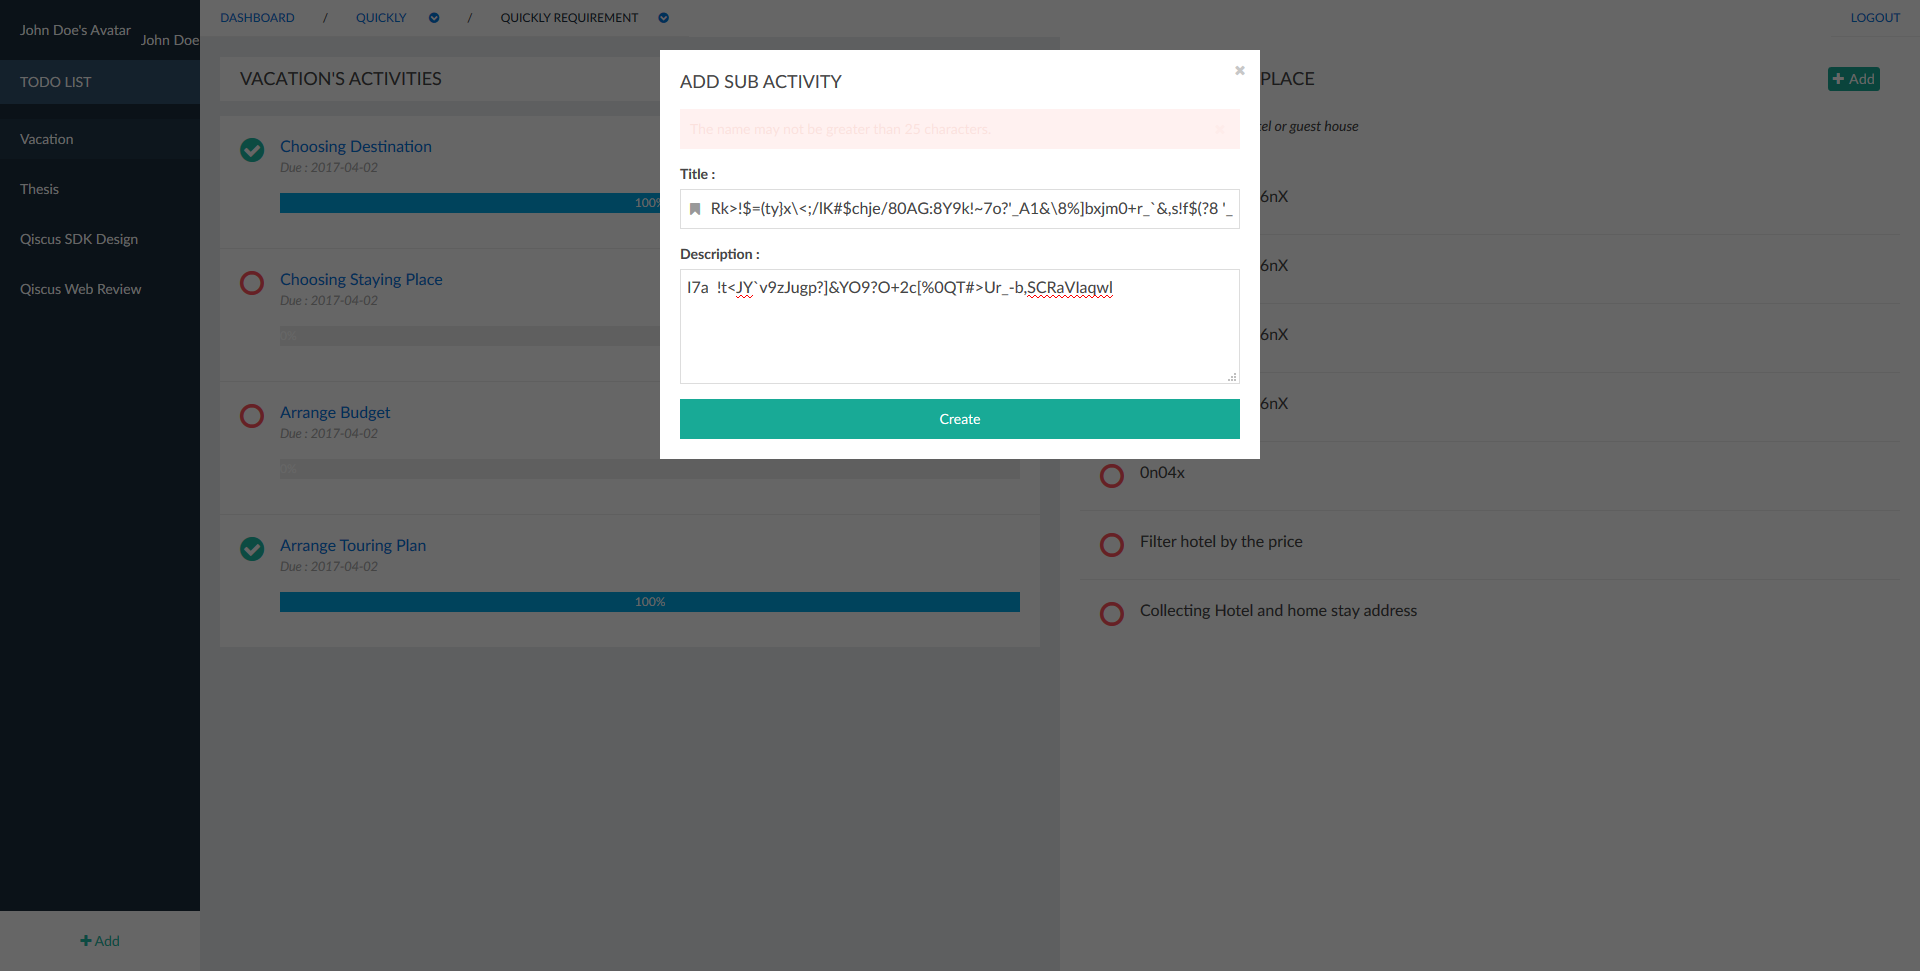 John Doe's Avatar
John Doe
TODO LIST
Vacation
Thesis
Qiscus SDK Design
Qiscus Web Review
Add
DASHBOARD / QUICKLY / QUICKLY REQUIREMENT
LOGOUT
VACATION'S ACTIVITIES
Choosing Destination
Due : 2017-04-02
100%
Choosing Staying Place
Due : 2017-04-02
0%
Arrange Budget
Due : 2017-04-02
0%
Arrange Touring Plan
Due : 2017-04-02
100%
ADD SUB ACTIVITY
The name may not be greater than 25 characters.
Title :
Rk>!$=(ty}x\<;/lK#$chje/80AG:8Y9k!~7o?'_A1&\8%]bxjm0+r_`&,s!f$(?8 '_
Description :
I7a !t<JY`v9zJugp?]&YO9?O+2c[%0QT#>Ur_-b,SCRaVIaqwl
Create
PLACE
Add
or guest house
6nX
6nX
6nX
6nX
0n04x
Filter hotel by the price
Collecting Hotel and home stay address